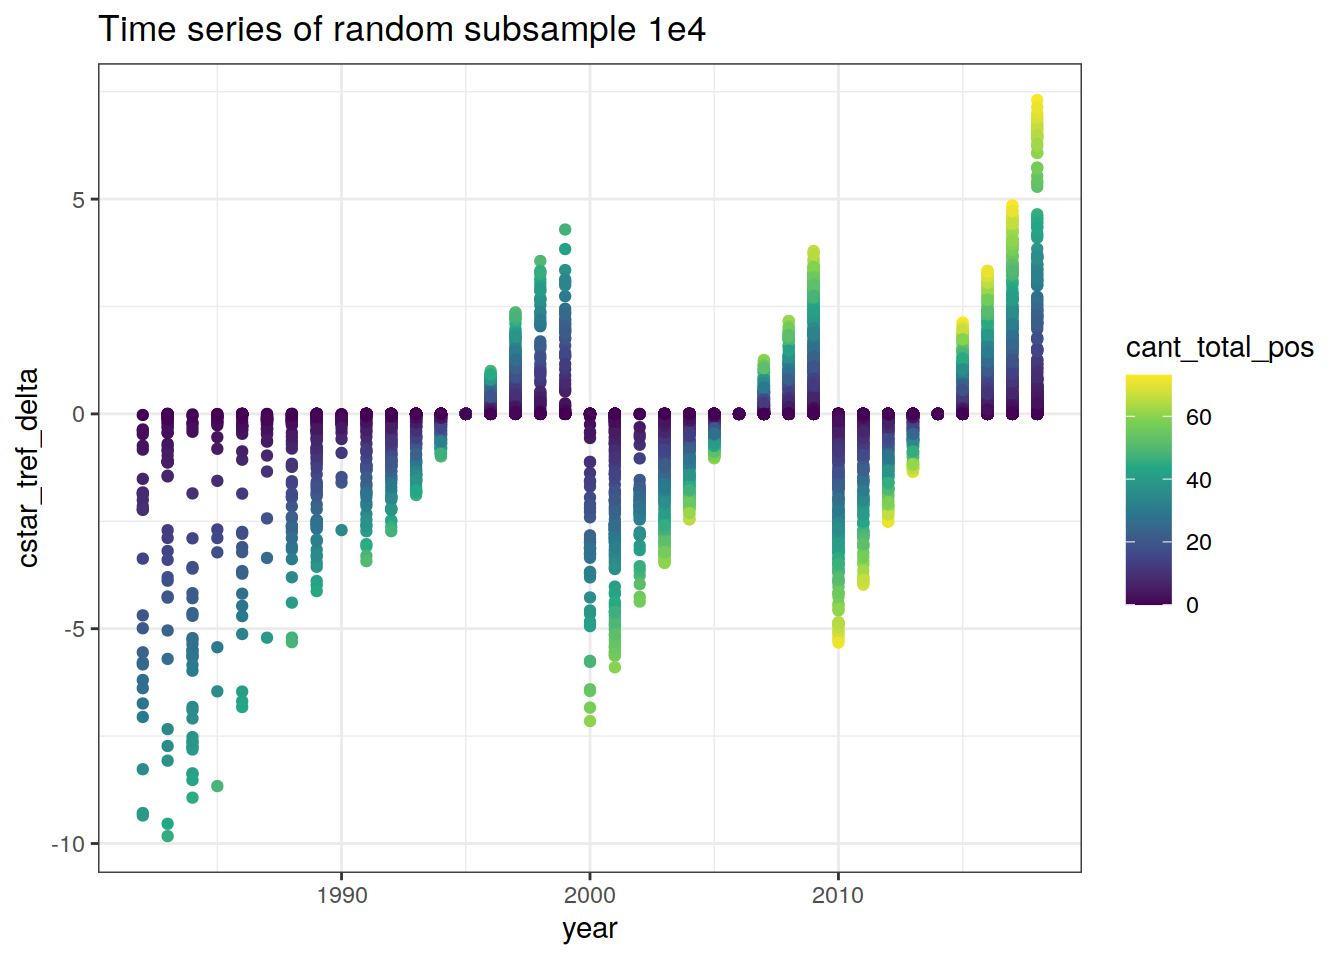 Time series of random subsample 1e4
cstar_tref_delta
5
0
-5
-10
1990
2000
2010
year
cant_total_pos
60
40
20
0